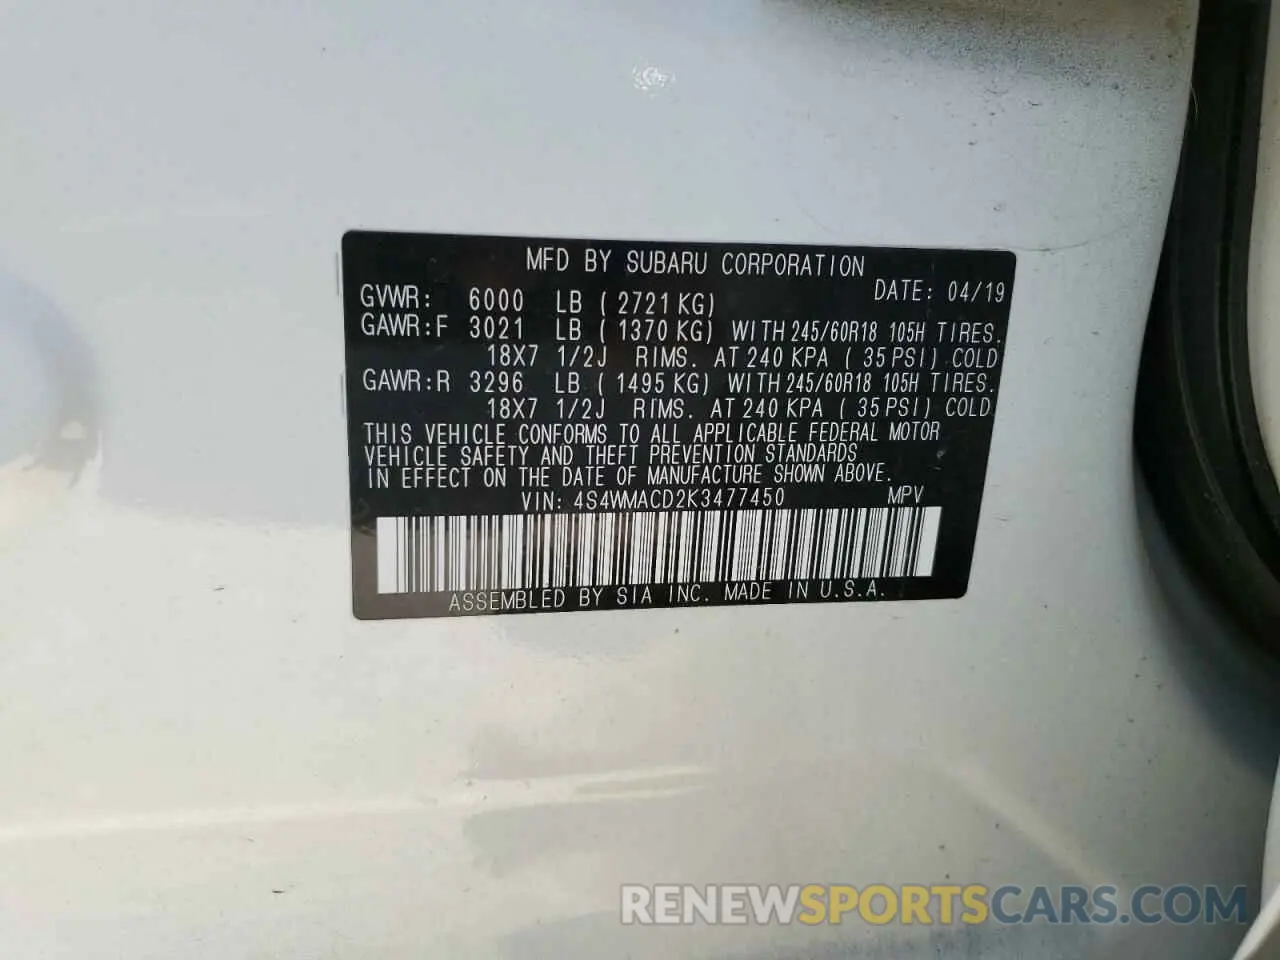 MFD BY SUBARU CORPORATION
DATE: 04/19
GVWR: 6000 LB ( 2721 KG)
GAWR:F 3021 LB ( 1370 KG) WITH 245/60R18 105H TIRES.
18X7 1/2J RIMS. AT 240 KPA ( 35 PSI) COLD
GAWR:R 3296 LB ( 1495 KG) WITH 245/60R18 105H TIRES.
18X7 1/2J RIMS. AT 240 KPA ( 35 PSI) COLD
THIS VEHICLE CONFORMS TO ALL APPLICABLE FEDERAL MOTOR
VEHICLE SAFETY AND THEFT PREVENTION STANDARDS
IN EFFECT ON THE DATE OF MANUFACTURE SHOWN ABOVE.
VIN: 4S4WMACD2K3477450 MPV
ASSEMBLED BY SIA INC. MADE IN U.S.A.
RENEWSPORTSCARS.COM